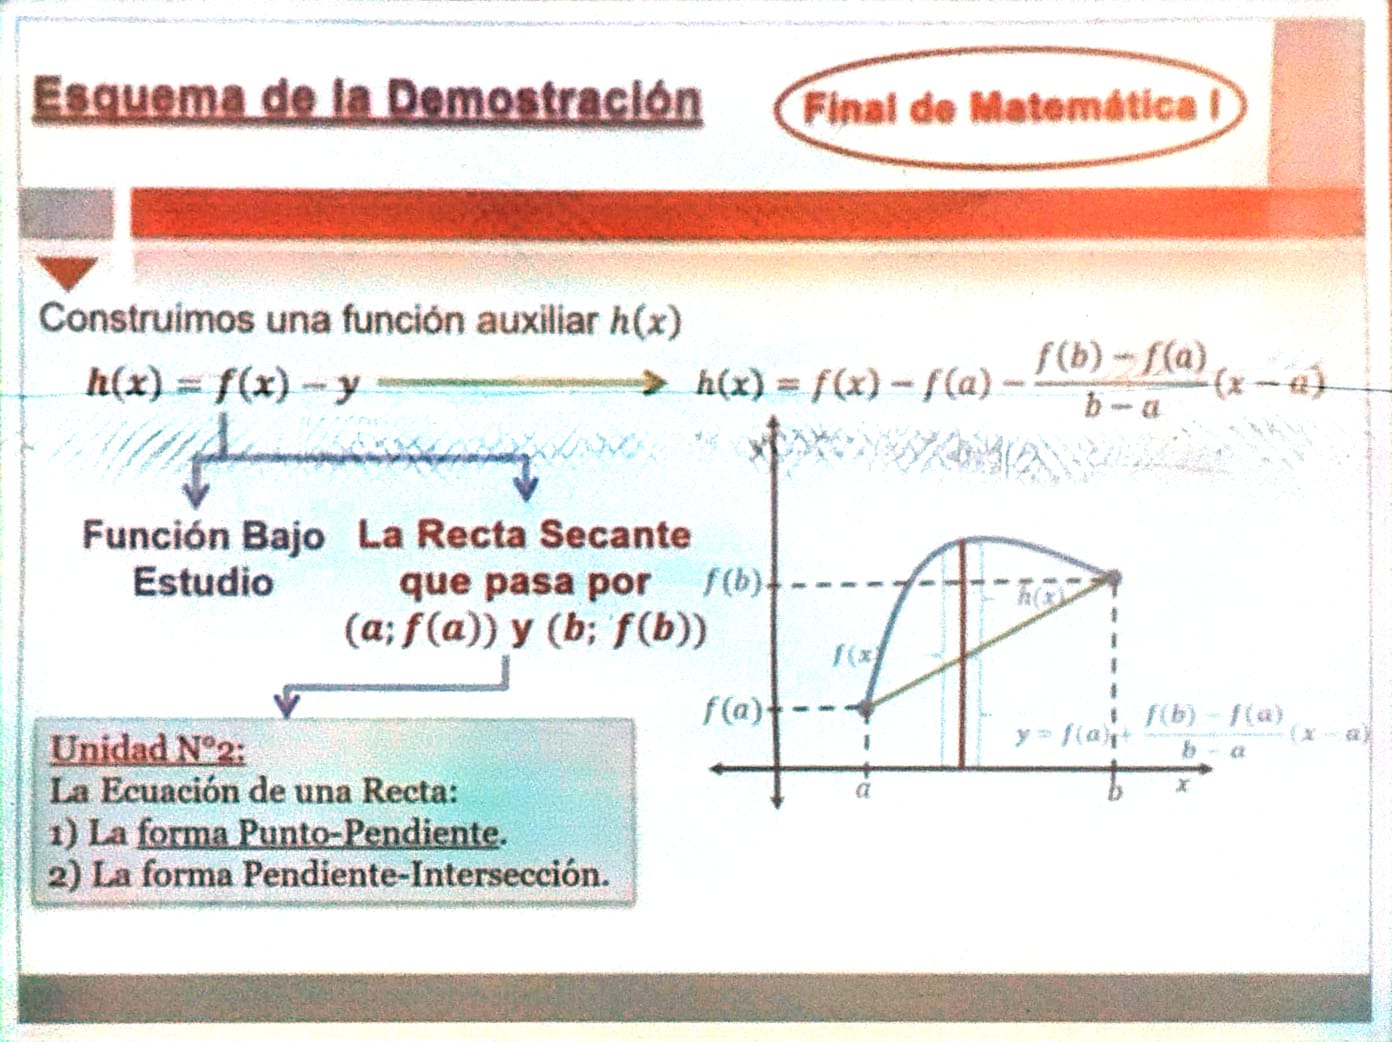 Esquema de la Demostración
Final de Matemática I
Construimos una función auxiliar h(x)
h(x) = f(x) − y
h(x) = f(x) − f(a) − \frac{f(b) − f(a)}{b − a}(x − a)
Función Bajo
Estudio
La Recta Secante
que pasa por
(a; f(a)) y (b; f(b))
Unidad N°2:
La Ecuación de una Recta:
1) La forma Punto-Pendiente.
2) La forma Pendiente-Intersección.
f(b)
h(x)
f(x)
f(a)
y = f(a) + \frac{f(b) − f(a)}{b − a}(x − a)
a
b
x